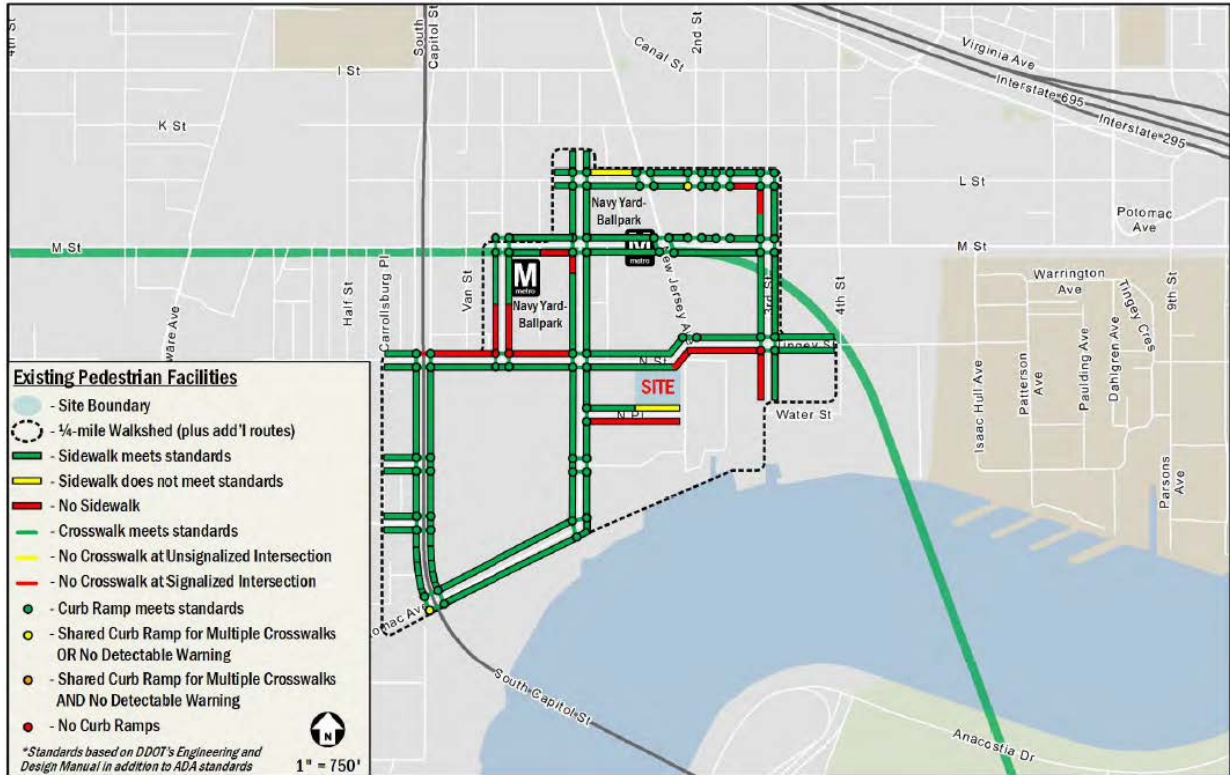 4th St
South
Capitol St
2nd St
Canal St
Virginia Ave
Interstate 695
Interstate 295
I St
K St
L St
Navy Yard-
Ballpark
Potomac
Ave
M St
M St
M
metro
M
metro
Navy Yard-
Ballpark
New Jersey Ave
3rd St
4th St
Van St
Carrollsburg Pl
Half St
ware Ave
Warrington
Ave
Tingey Cres
9th St
Isaac Hull Ave
Patterson
Ave
Paulding Ave
Dahlgren Ave
Parsons
Ave
Tingey St
N St
SITE
N Pl
Water St
omac Ave
South Capitol St
Anacostia Dr
Existing Pedestrian Facilities
- Site Boundary
- ¼-mile Walkshed (plus add'l routes)
- Sidewalk meets standards
- Sidewalk does not meet standards
- No Sidewalk
- Crosswalk meets standards
- No Crosswalk at Unsignalized Intersection
- No Crosswalk at Signalized Intersection
- Curb Ramp meets standards
- Shared Curb Ramp for Multiple Crosswalks
OR No Detectable Warning
- Shared Curb Ramp for Multiple Crosswalks
AND No Detectable Warning
- No Curb Ramps
*Standards based on DDOT's Engineering and
Design Manual in addition to ADA standards
N
1" = 750'